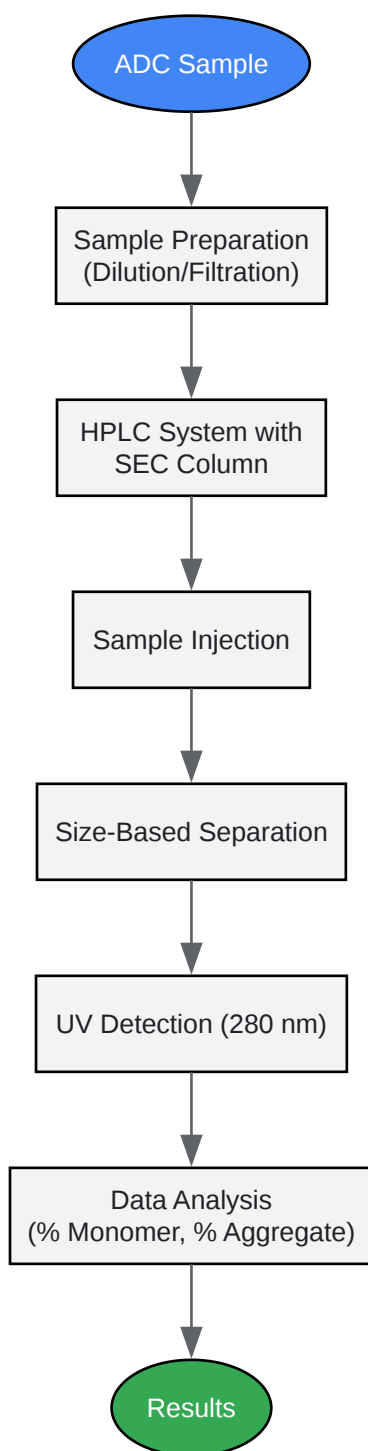 ADC Sample
Sample Preparation
(Dilution/Filtration)
HPLC System with
SEC Column
Sample Injection
Size-Based Separation
UV Detection (280 nm)
Data Analysis
(% Monomer, % Aggregate)
Results